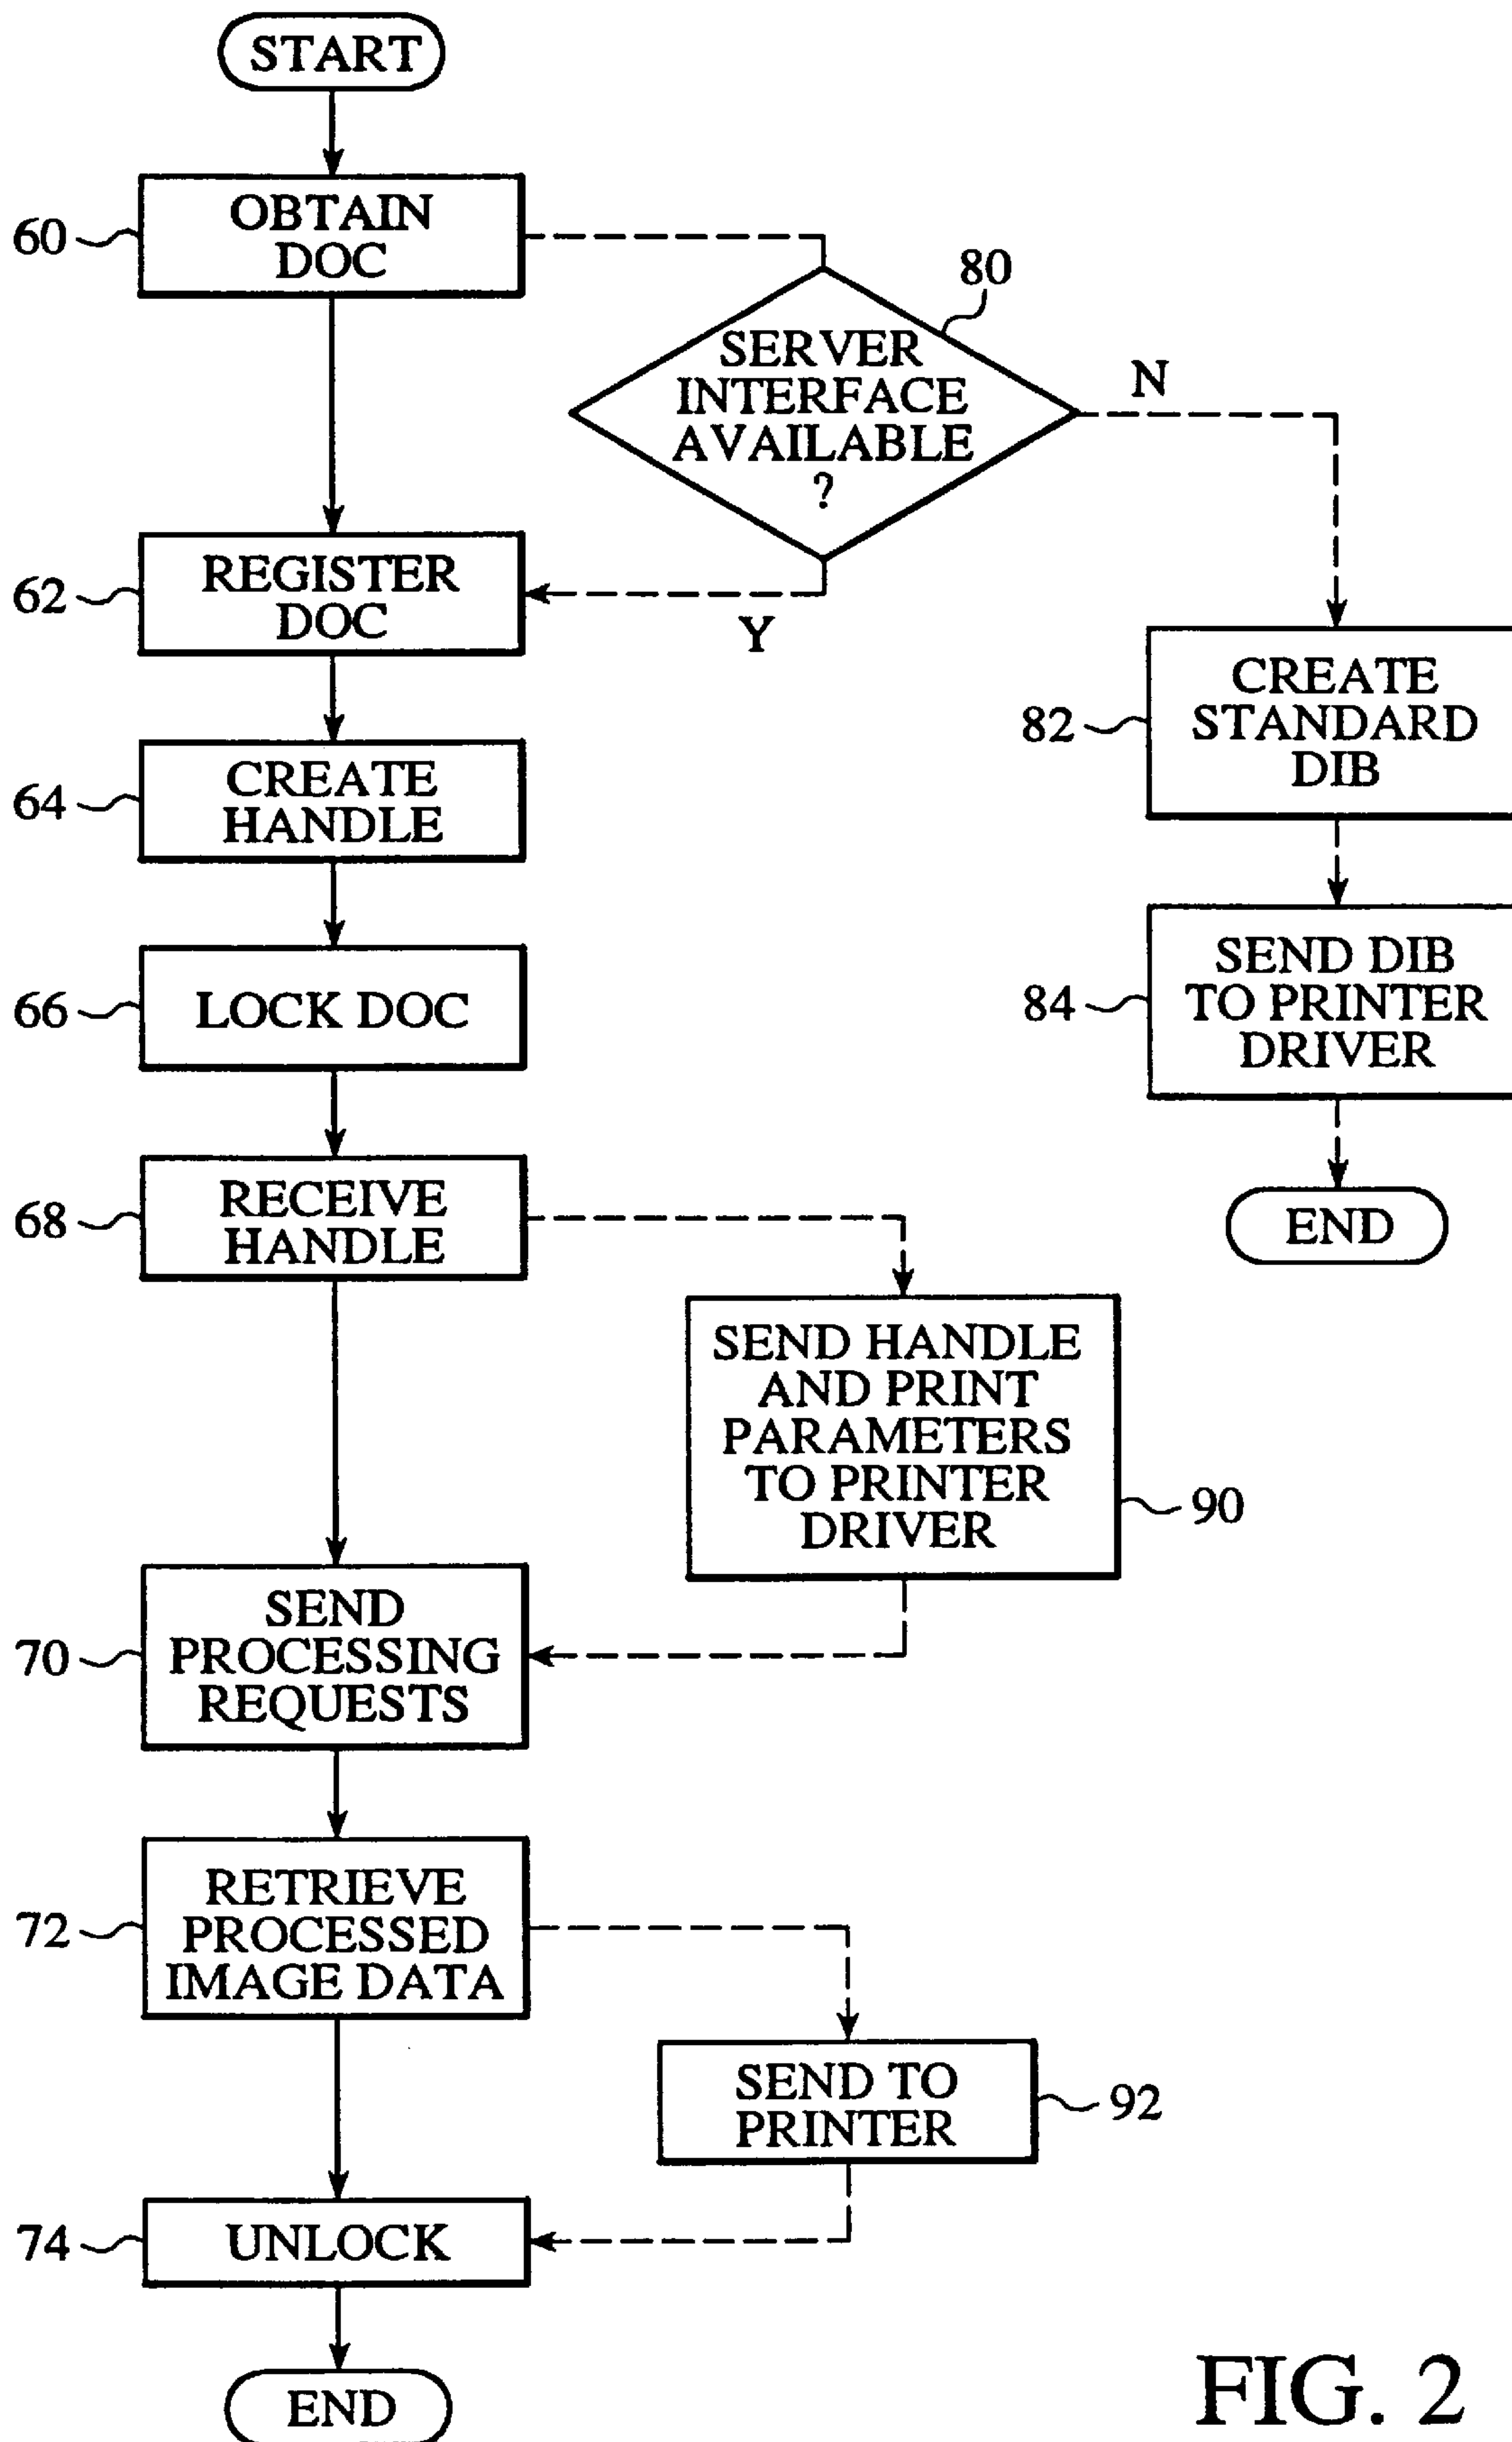 START
60
OBTAIN
DOC
80
SERVER
INTERFACE
AVAILABLE
?
N
Y
62
REGISTER
DOC
64
CREATE
HANDLE
82
CREATE
STANDARD
DIB
66
LOCK DOC
84
SEND DIB
TO PRINTER
DRIVER
68
RECEIVE
HANDLE
END
SEND HANDLE
AND PRINT
PARAMETERS
TO PRINTER
DRIVER
90
70
SEND
PROCESSING
REQUESTS
72
RETRIEVE
PROCESSED
IMAGE DATA
SEND TO
PRINTER
92
74
UNLOCK
END
FIG. 2